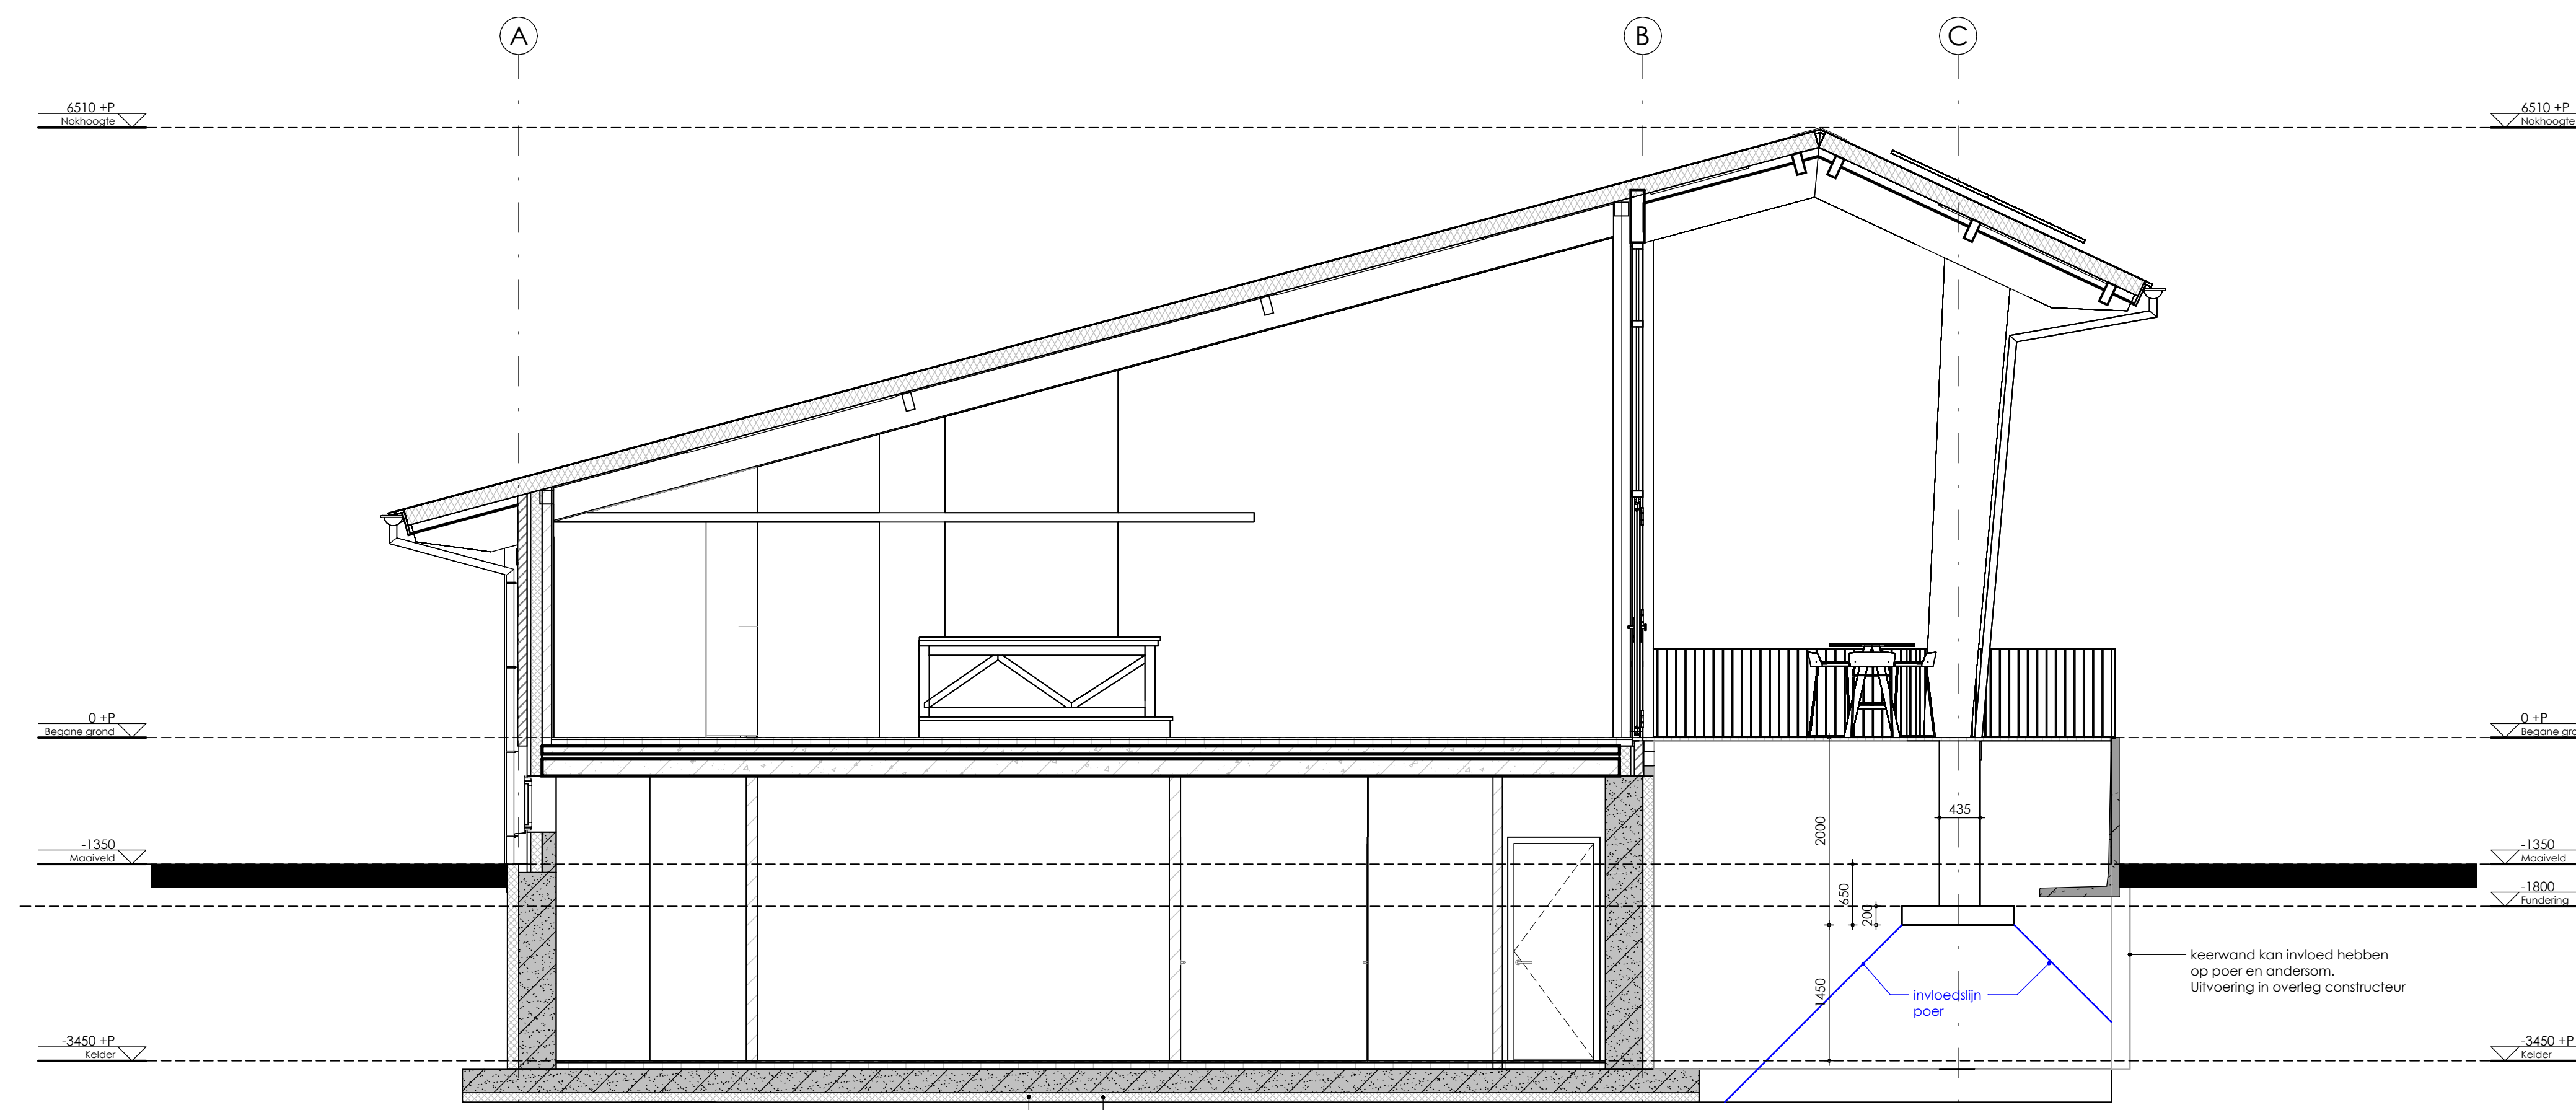 A
B
C
6510 +P
Nokhoogte
6510 +P
Nokhoogte
0 +P
Begane grond
0 +P
Begane gro
435
2000
-1350
Maaiveld
-1350
Maaiveld
650
200
-1800
Fundering
keerwand kan invloed hebben
op poer en andersom.
Uitvoering in overleg constructeur
invloedslijn
poer
1450
-3450 +P
Kelder
-3450 +P
Kelder